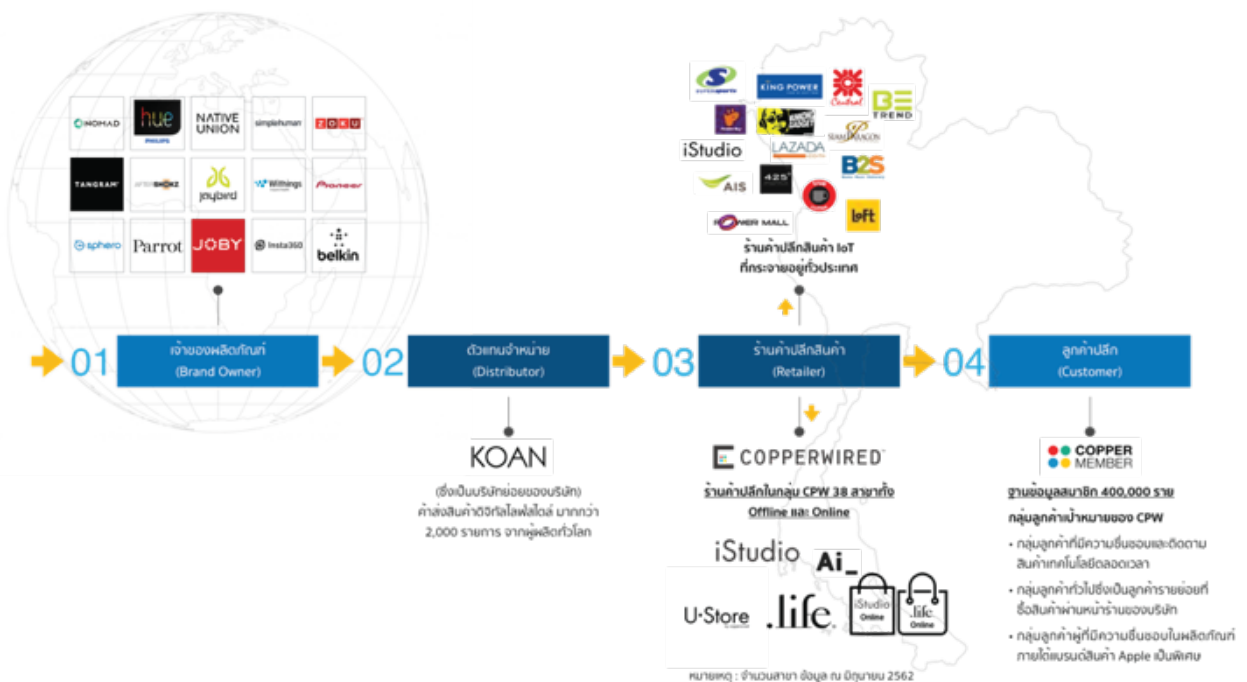 NOMAD
hue
PHILIPS
NATIVE
UNION
simplehuman
ZOKU
TANGRAM
AFTERSHOKZ
jaybird
Withings
Pioneer
sphero
Parrot
JOBY
Insta360
belkin
supersports
KING POWER
Central
BE
TREND
iStudio
LAZADA
SIAM PARAGON
B2S
AIS
425°
POWER MALL
Loft
ร้านค้าปลีกสินค้า IoT
ที่กระจายอยู่ทั่วประเทศ
01
เจ้าของผลิตภัณฑ์
(Brand Owner)
02
ตัวแทนจำหน่าย
(Distributor)
03
ร้านค้าปลีกสินค้า
(Retailer)
04
ลูกค้าปลีก
(Customer)
KOAN
(ซึ่งเป็นบริษัทย่อยของบริษัท)
ค้าส่งสินค้าดิจิทัลไลฟ์สไตล์ มากกว่า
2,000 รายการ จากผู้ผลิตทั่วโลก
COPPERWIRED
ร้านค้าปลีกในกลุ่ม CPW 38 สาขาทั้ง
Offline และ Online
iStudio
Ai_
U•Store
.life
iStudio
Online
.life
Online
หมายเหตุ : จำนวนสาขา ข้อมูล ณ มิถุนายน 2562
COPPER
MEMBER
ฐานข้อมูลสมาชิก 400,000 ราย
กลุ่มลูกค้าเป้าหมายของ CPW
• กลุ่มลูกค้าที่มีความชื่นชอบและติดตาม
สินค้าเทคโนโลยีตลอดเวลา
• กลุ่มลูกค้าทั่วไปซึ่งเป็นลูกค้ารายย่อยที่
ซื้อสินค้าผ่านหน้าร้านของบริษัท
• กลุ่มลูกค้าผู้ที่มีความชื่นชอบในผลิตภัณฑ์
ภายใต้แบรนด์สินค้า Apple เป็นพิเศษ